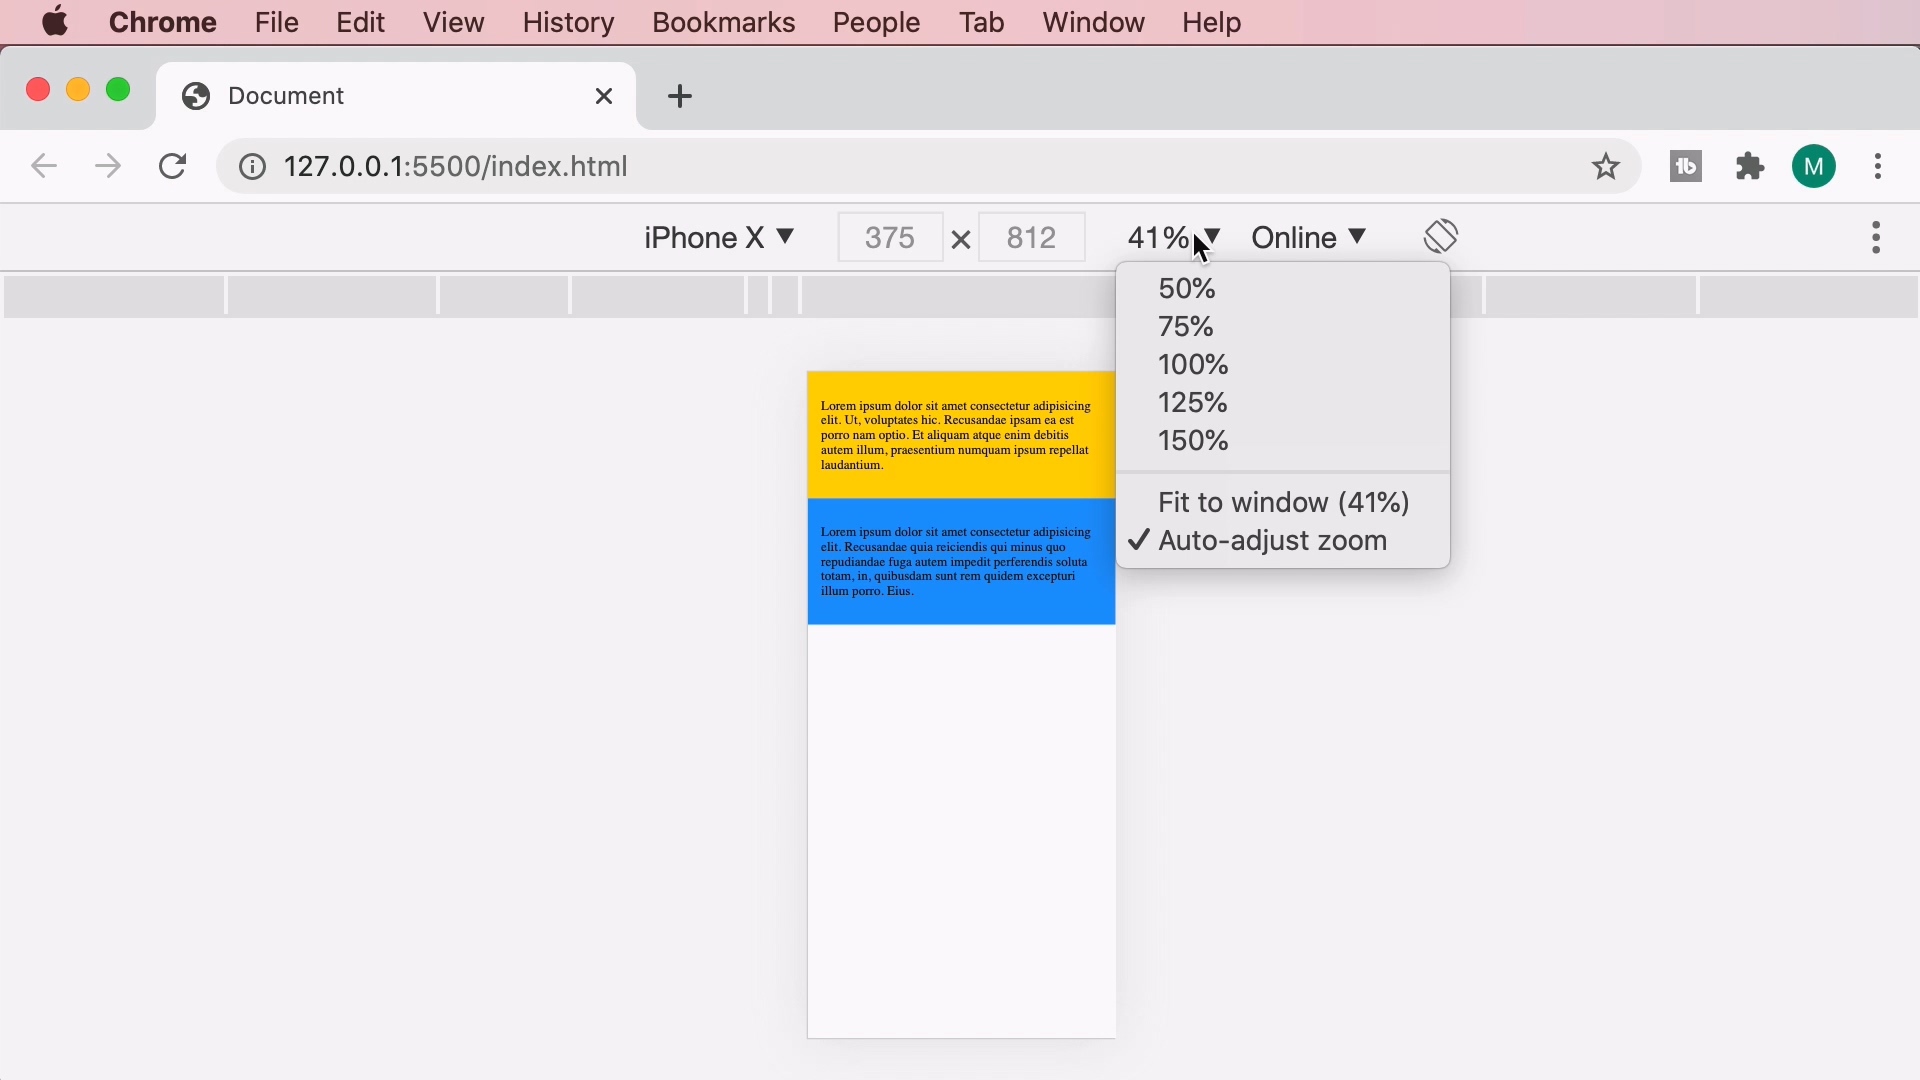 Chrome File Edit View History Bookmarks People Tab Window Help
Document
127.0.0.1:5500/index.html
M
iPhone X ▼ 375 × 812 41% ▼ Online ▼
50%
75%
100%
125%
150%
Fit to window (41%)
✓ Auto-adjust zoom
Lorem ipsum dolor sit amet consectetur adipisicing
elit. Ut, voluptates hic. Recusandae ipsam ea est
porro nam optio. Et aliquam atque enim debitis
autem illum, praesentium numquam ipsum repellat
laudantium.
Lorem ipsum dolor sit amet consectetur adipisicing
elit. Recusandae quia reiciendis qui minus quo
repudiandae fuga autem impedit perferendis soluta
totam, in, quibusdam sunt rem quidem excepturi
illum porro. Eius.